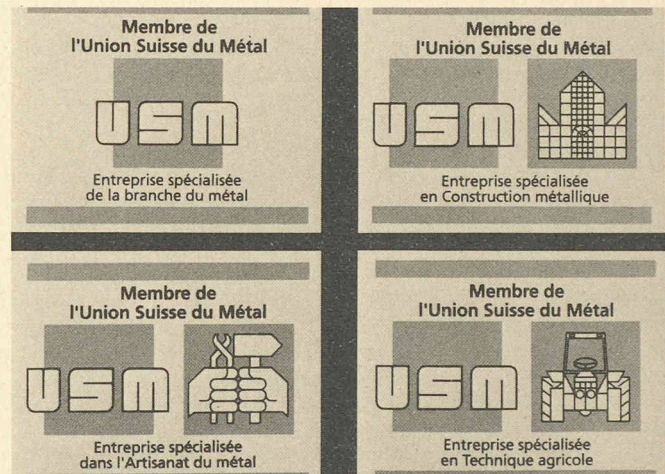 Membre de
l'Union Suisse du Métal
USM
Entreprise spécialisée
de la branche du métal
Membre de
l'Union Suisse du Métal
USM
Entreprise spécialisée
en Construction métallique
Membre de
l'Union Suisse du Métal
USM
Entreprise spécialisée
dans l'Artisanat du métal
Membre de
l'Union Suisse du Métal
USM
Entreprise spécialisée
en Technique agricole